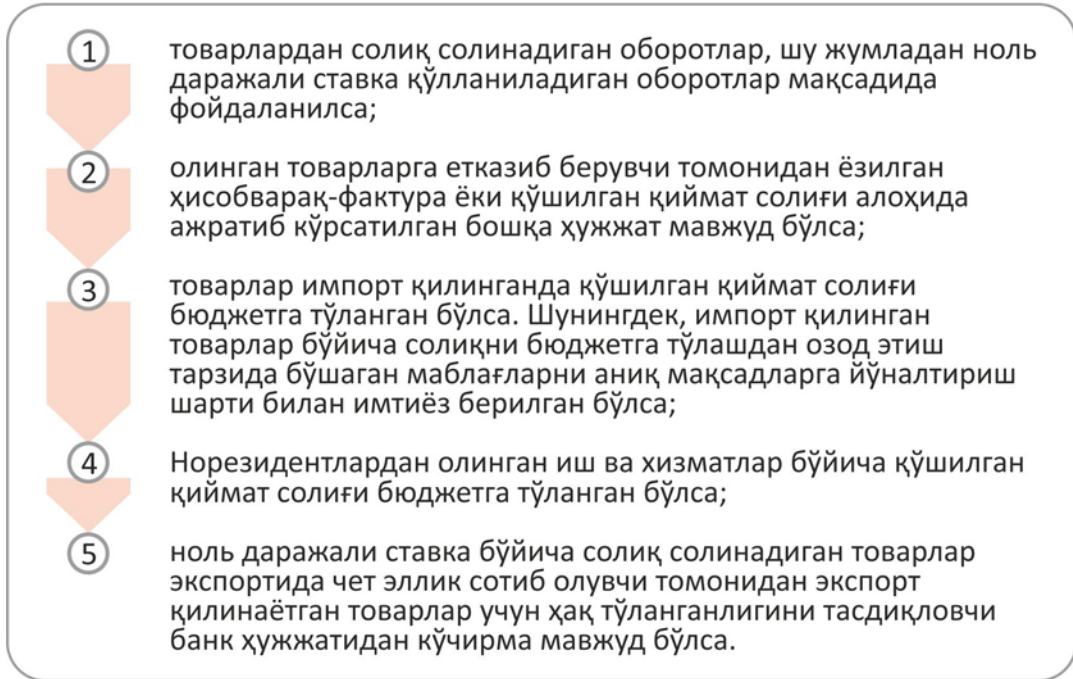 1
товарлардан солиқ солинадиган оборотлар, шу жумладан ноль
даражали ставка қўлланиладиган оборотлар мақсадида
фойдаланилса;
2
олинган товарларга етказиб берувчи томонидан ёзилган
ҳисобварақ-фактура ёки қўшилган қиймат солиғи алоҳида
ажратиб кўрсатилган бошқа ҳужжат мавжуд бўлса;
3
товарлар импорт қилинганда қўшилган қиймат солиғи
бюджетга тўланган бўлса. Шунингдек, импорт қилинган
товарлар бўйича солиқни бюджетга тўлашдан озод этиш
тарзида бўшаган маблағларни аниқ мақсадларга йўналтириш
шарти билан имтиёз берилган бўлса;
4
Норезидентлардан олинган иш ва хизматлар бўйича қўшилган
қиймат солиғи бюджетга тўланган бўлса;
5
ноль даражали ставка бўйича солиқ солинадиган товарлар
экспортида чет эллик сотиб олувчи томонидан экспорт
қилинаётган товарлар учун ҳақ тўланганлигини тасдиқловчи
банк ҳужжатидан кўчирма мавжуд бўлса.